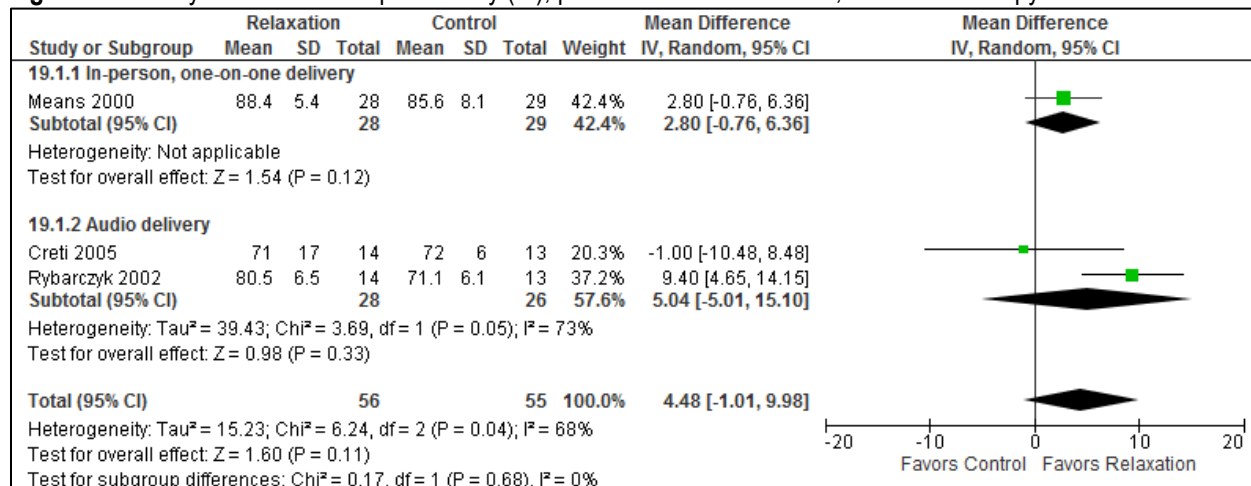 Relaxation Control Mean Difference Mean Difference
Study or Subgroup Mean SD Total Mean SD Total Weight IV, Random, 95% CI IV, Random, 95% CI
19.1.1 In-person, one-on-one delivery
Means 2000 88.4 5.4 28 85.6 8.1 29 42.4% 2.80 [-0.76, 6.36]
Subtotal (95% CI) 28 29 42.4% 2.80 [-0.76, 6.36]
Heterogeneity: Not applicable
Test for overall effect: Z = 1.54 (P = 0.12)
19.1.2 Audio delivery
Creti 2005 71 17 14 72 6 13 20.3% -1.00 [-10.48, 8.48]
Rybarczyk 2002 80.5 6.5 14 71.1 6.1 13 37.2% 9.40 [4.65, 14.15]
Subtotal (95% CI) 28 26 57.6% 5.04 [-5.01, 15.10]
Heterogeneity: Tau² = 39.43; Chi² = 3.69, df = 1 (P = 0.05); I² = 73%
Test for overall effect: Z = 0.98 (P = 0.33)
Total (95% CI) 56 55 100.0% 4.48 [-1.01, 9.98]
Heterogeneity: Tau² = 15.23; Chi² = 6.24, df = 2 (P = 0.04); I² = 68%
Test for overall effect: Z = 1.60 (P = 0.11)
Test for subgroup differences: Chi² = 0.17, df = 1 (P = 0.68), I² = 0%
-20 -10 0 10 20
Favors Control Favors Relaxation